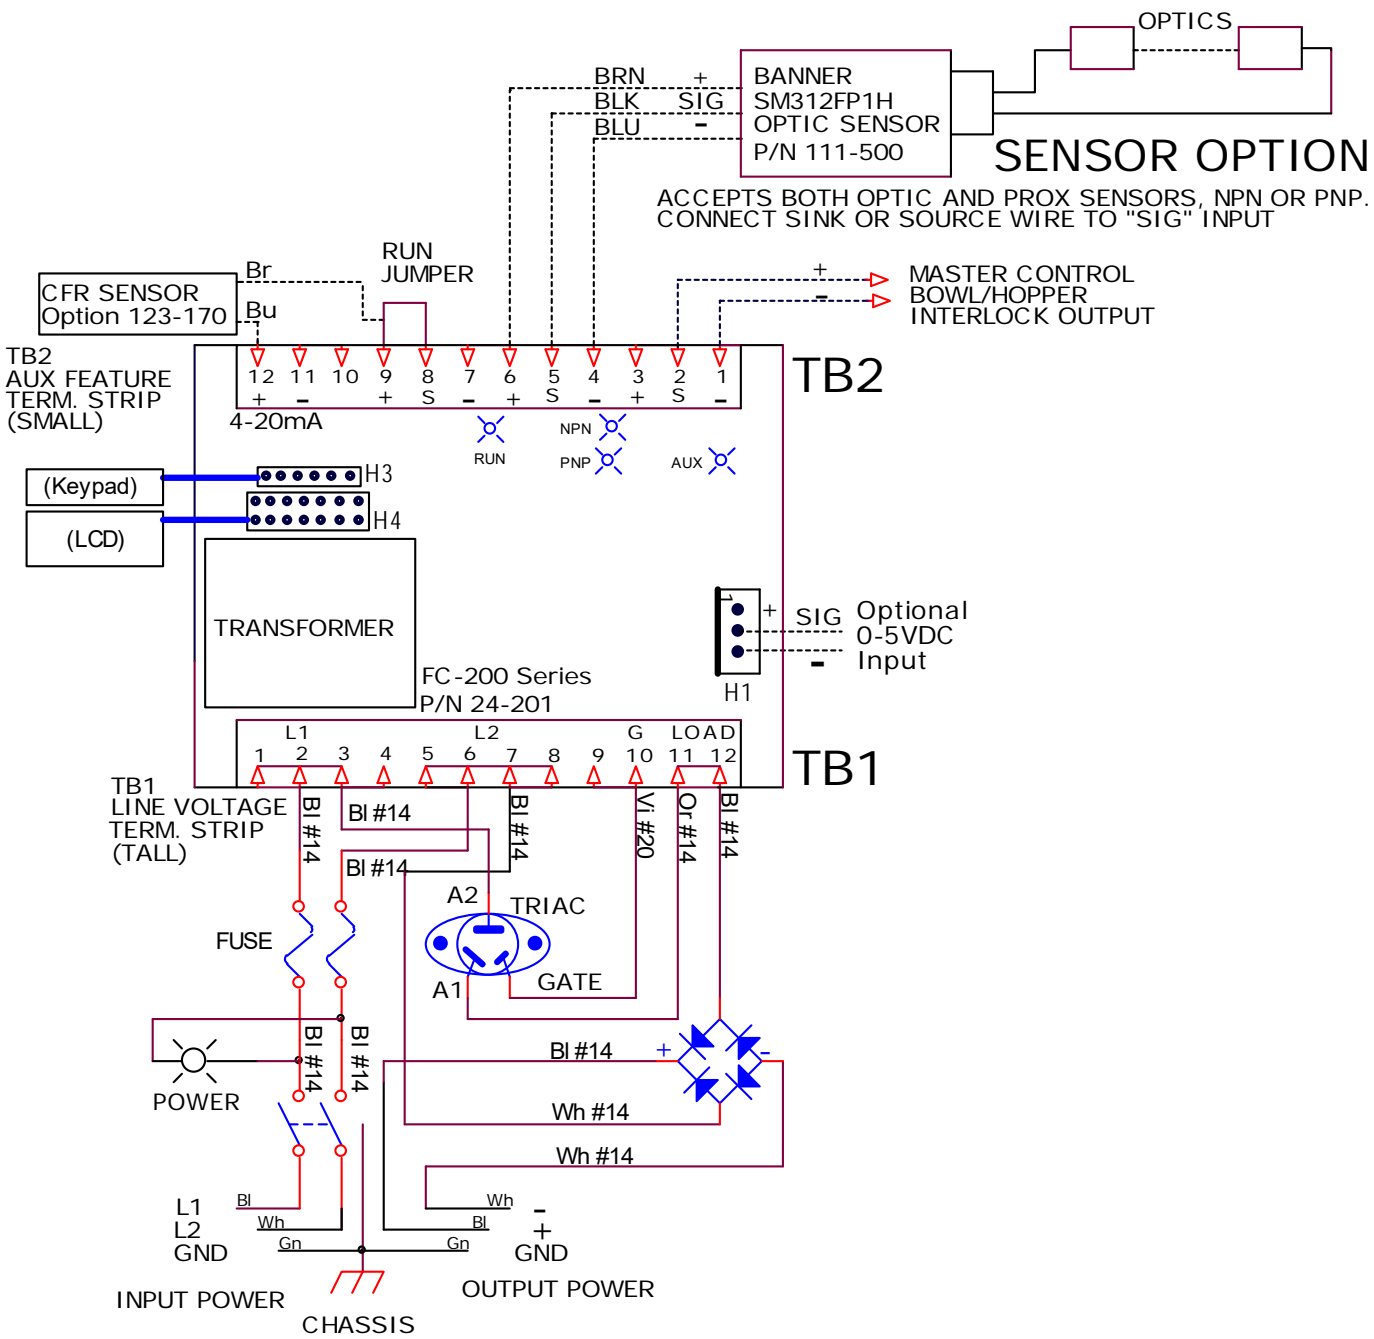 OPTICS
BRN +
BLK SIG
BLU -
BANNER
SM312FP1H
OPTIC SENSOR
P/N 111-500
SENSOR OPTION
ACCEPTS BOTH OPTIC AND PROX SENSORS, NPN OR PNP.
CONNECT SINK OR SOURCE WIRE TO "SIG" INPUT
RUN
JUMPER
CFR SENSOR
Option 123-170
Br
Bu
+
-
MASTER CONTROL
BOWL/HOPPER
INTERLOCK OUTPUT
TB2
AUX FEATURE
TERM. STRIP
(SMALL)
12 11 10 9 8 7 6 5 4 3 2 1
+ - + S - + S - + S -
TB2
4-20mA
RUN
NPN
PNP
AUX
(Keypad)
H3
(LCD)
H4
TRANSFORMER
FC-200 Series
P/N 24-201
1
+
SIG
-
H1
Optional
0-5VDC
Input
L1 L2 G LOAD
1 2 3 4 5 6 7 8 9 10 11 12
TB1
TB1
LINE VOLTAGE
TERM. STRIP
(TALL)
Bl #14
Bl #14
Bl #14
Bl #14
Vi #20
Or #14
Bl #14
A2
TRIAC
A1
GATE
FUSE
Bl #14
Bl #14
POWER
+
-
Bl #14
Wh #14
Wh #14
L1 Bl
L2 Wh
GND Gn
Wh -
Bl +
Gn GND
INPUT POWER
OUTPUT POWER
CHASSIS